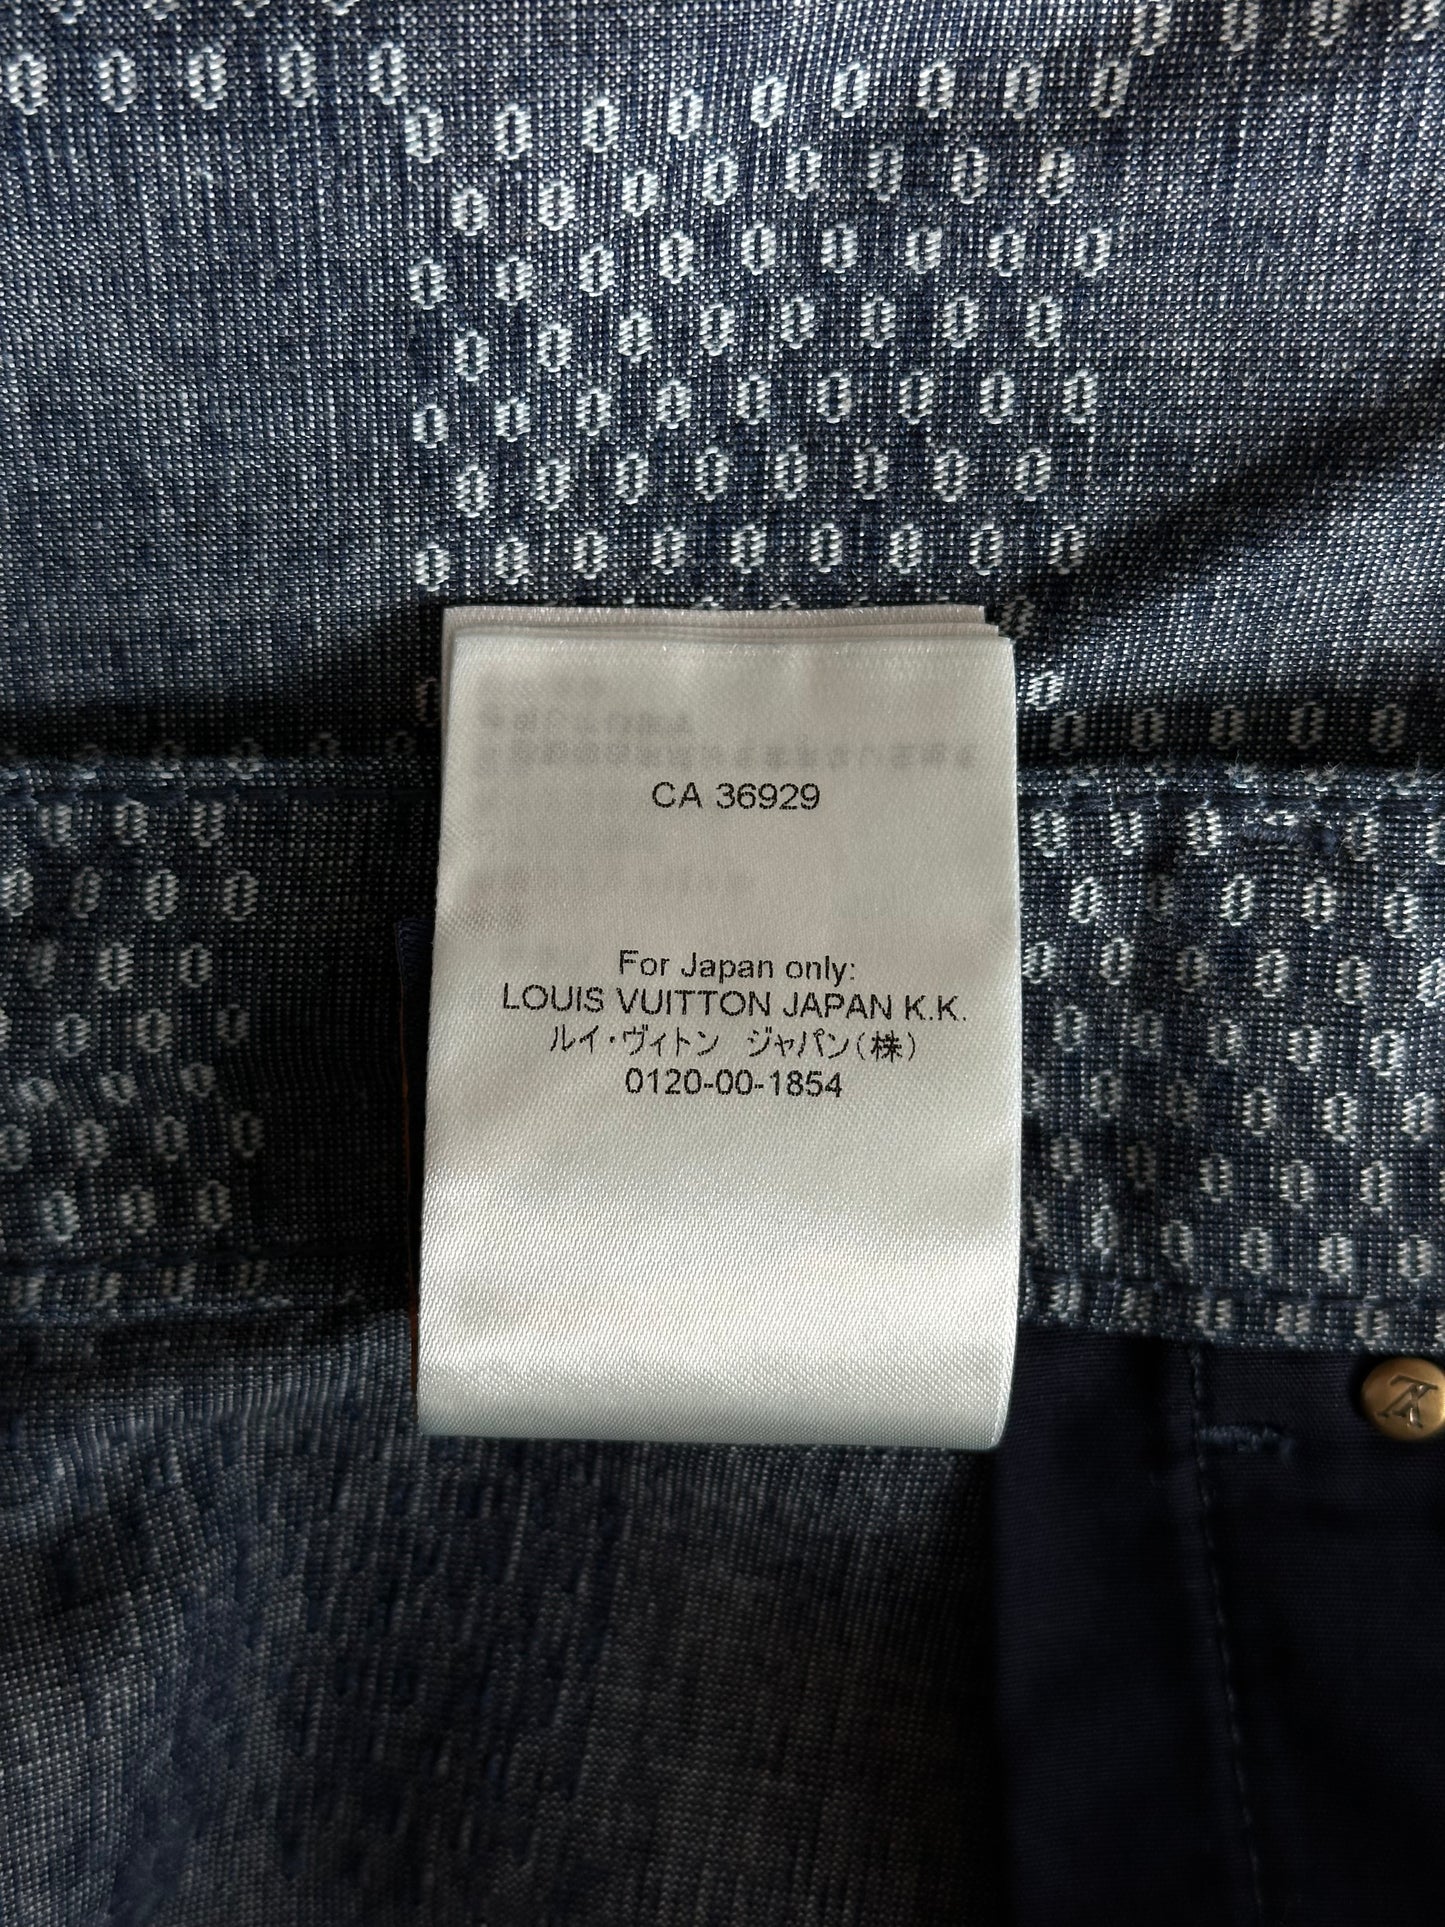 CA 36929
For Japan only:
LOUIS VUITTON JAPAN K.K.
ルイ・ヴィトン ジャパン(株)
0120-00-1854
LV